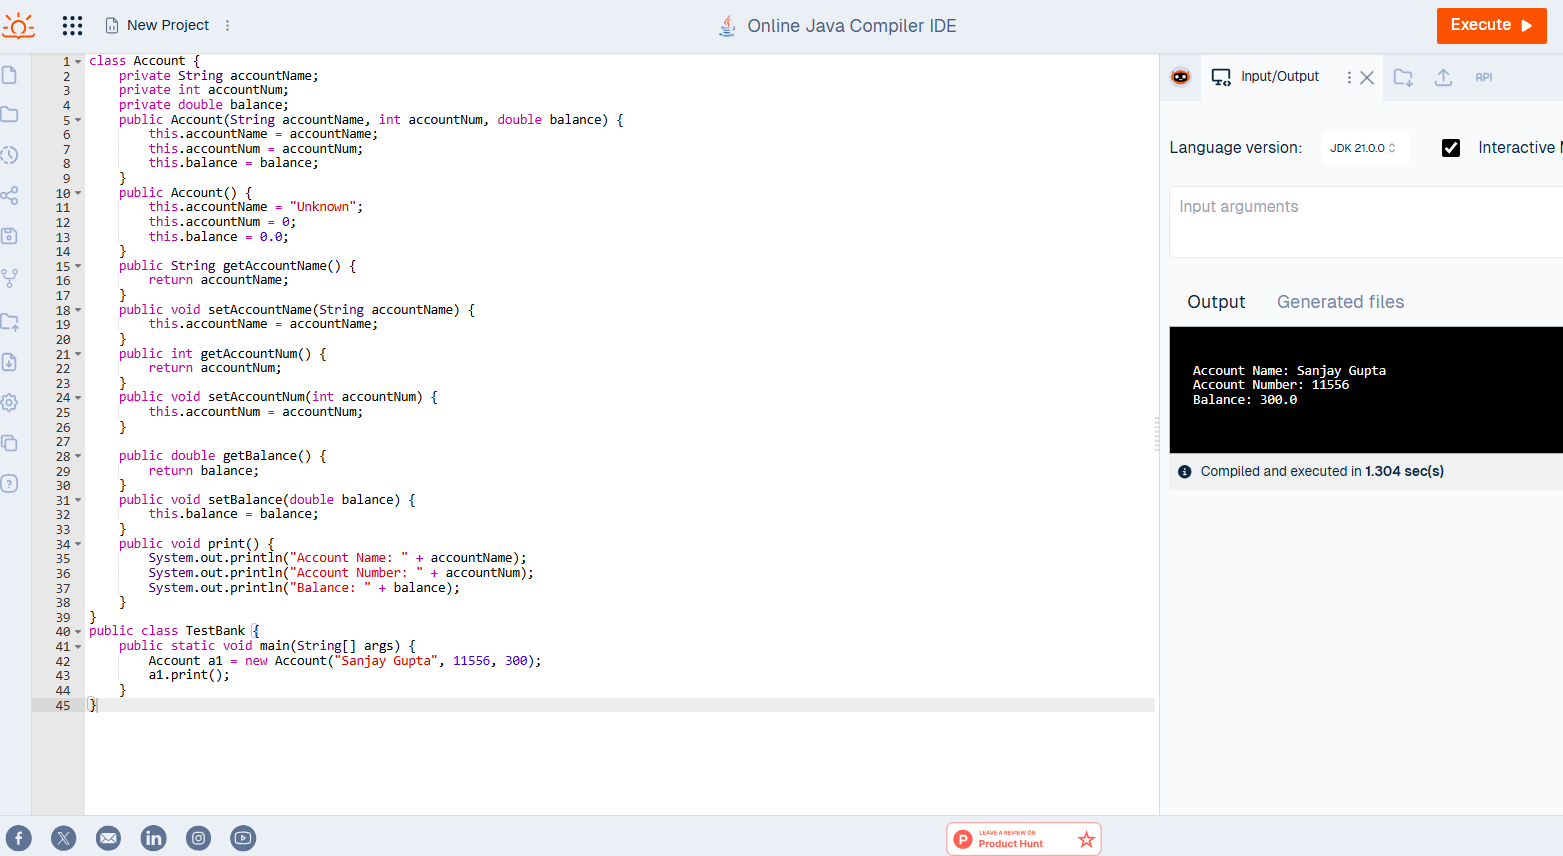 New Project
Online Java Compiler IDE
Execute
1 class Account {
2     private String accountName;
3     private int accountNum;
4     private double balance;
5     public Account(String accountName, int accountNum, double balance) {
6         this.accountName = accountName;
7         this.accountNum = accountNum;
8         this.balance = balance;
9     }
10     public Account() {
11         this.accountName = "Unknown";
12         this.accountNum = 0;
13         this.balance = 0.0;
14     }
15     public String getAccountName() {
16         return accountName;
17     }
18     public void setAccountName(String accountName) {
19         this.accountName = accountName;
20     }
21     public int getAccountNum() {
22         return accountNum;
23     }
24     public void setAccountNum(int accountNum) {
25         this.accountNum = accountNum;
26     }
27
28     public double getBalance() {
29         return balance;
30     }
31     public void setBalance(double balance) {
32         this.balance = balance;
33     }
34     public void print() {
35         System.out.println("Account Name: " + accountName);
36         System.out.println("Account Number: " + accountNum);
37         System.out.println("Balance: " + balance);
38     }
39 }
40 public class TestBank {
41     public static void main(String[] args) {
42         Account a1 = new Account("Sanjay Gupta", 11556, 300);
43         a1.print();
44     }
45 }
Input/Output
API
Language version: JDK 21.0.0 Interactive
Input arguments
Output Generated files
Account Name: Sanjay Gupta
Account Number: 11556
Balance: 300.0
Compiled and executed in 1.304 sec(s)
LEAVE A REVIEW ON
P Product Hunt